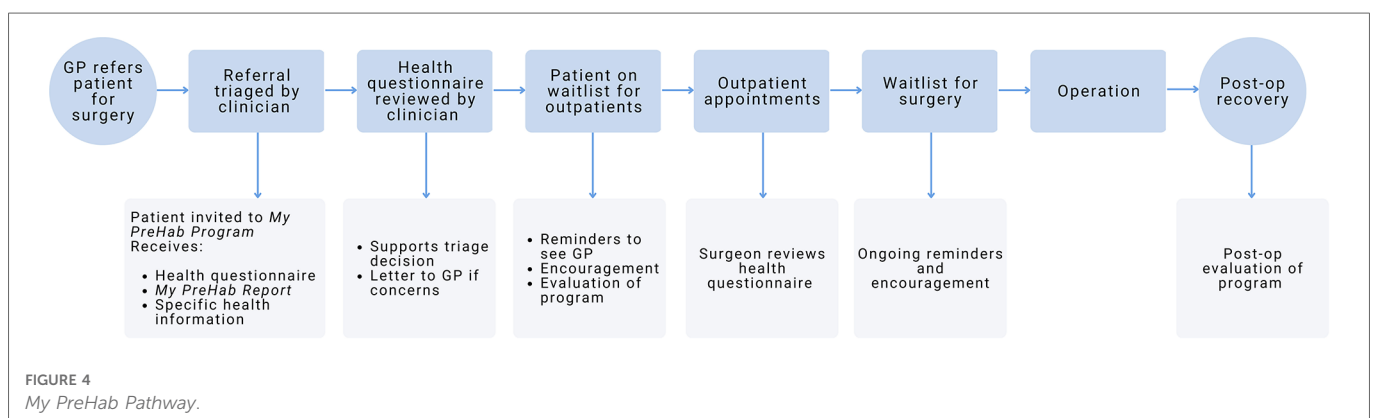 GP refers
patient
for
surgery
Referral
triaged by
clinician
Health
questionnaire
reviewed by
clinician
Patient on
waitlist for
outpatients
Outpatient
appointments
Waitlist for
surgery
Operation
Post-op
recovery
Patient invited to My
PreHab Program
Receives:
• Health questionnaire
• My PreHab Report
• Specific health
information
• Supports triage
decision
• Letter to GP if
concerns
• Reminders to
see GP
• Encouragement
• Evaluation of
program
Surgeon reviews
health
questionnaire
Ongoing reminders
and
encouragement
Post-op
evaluation of
program
FIGURE 4
My PreHab Pathway.